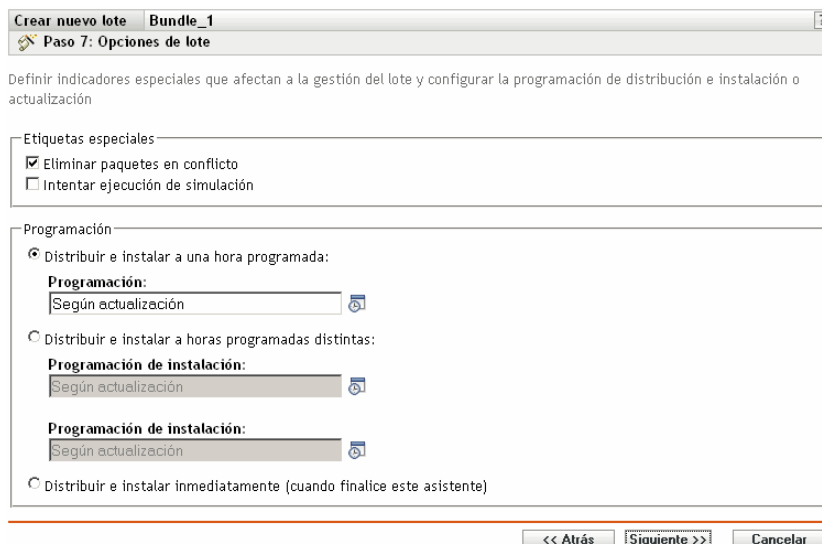 Crear nuevo lote Bundle_1
Paso 7: Opciones de lote
Definir indicadores especiales que afectan a la gestión del lote y configurar la programación de distribución e instalación o
actualización
Etiquetas especiales
Eliminar paquetes en conflicto
Intentar ejecución de simulación
Programación
Distribuir e instalar a una hora programada:
Programación:
Según actualización
Distribuir e instalar a horas programadas distintas:
Programación de instalación:
Según actualización
Programación de instalación:
Según actualización
Distribuir e instalar inmediatamente (cuando finalice este asistente)
<< Atrás Siguiente >> Cancelar